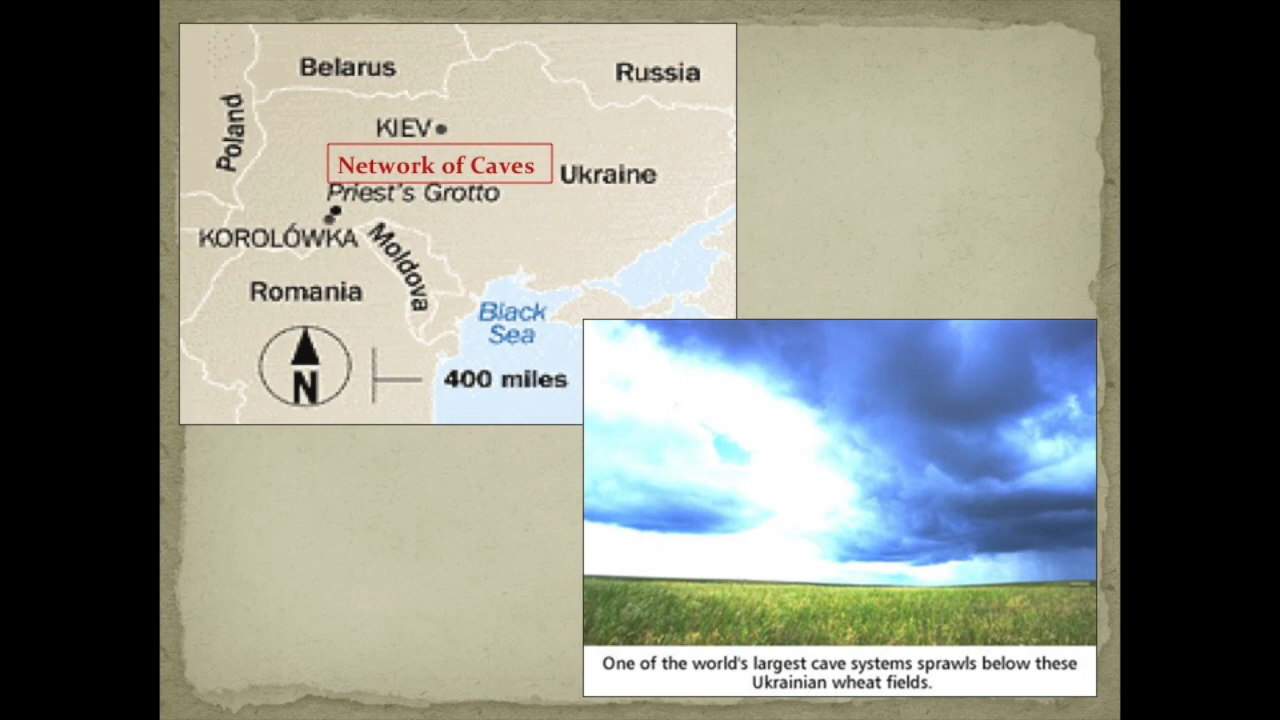 Belarus
Russia
Poland
KIEV
Network of Caves
Ukraine
Priest's Grotto
KOROLÓWKA
Moldova
Romania
Black
Sea
N
400 miles
One of the world's largest cave systems sprawls below these
Ukrainian wheat fields.